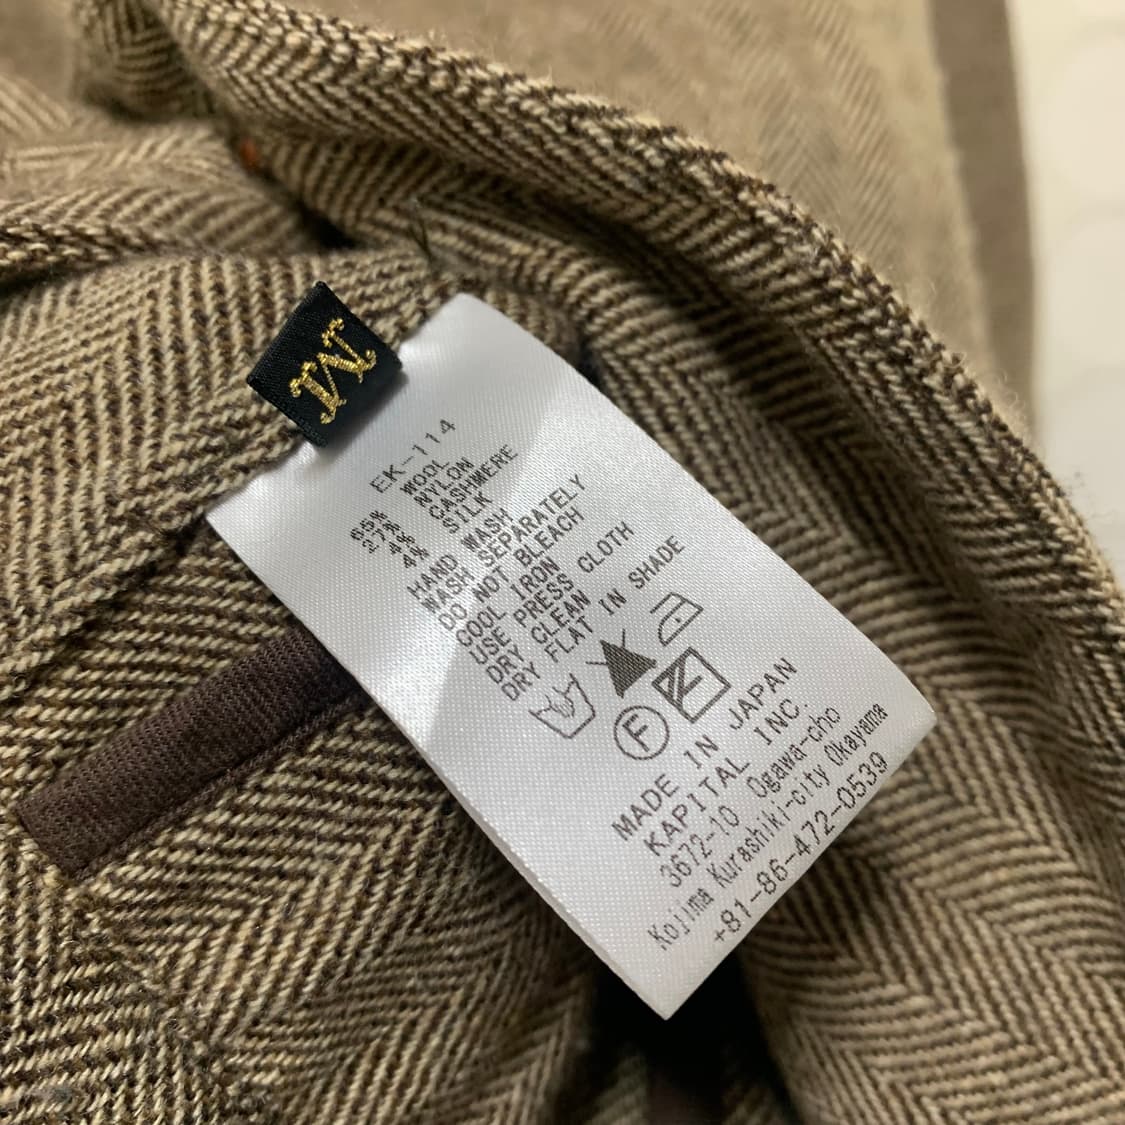 M
EK-114
65% WOOL
27% NYLON
4% CASHMERE
4% SILK
HAND WASH
WASH SEPARATELY
DO NOT BLEACH
COOL IRON
USE PRESS CLOTH
DRY CLEAN
DRY FLAT IN SHADE
F
MADE IN JAPAN
KAPITAL INC.
3672-10 Ogawa-cho
Kojima Kurashiki-city Okayama
+81-86-472-0539